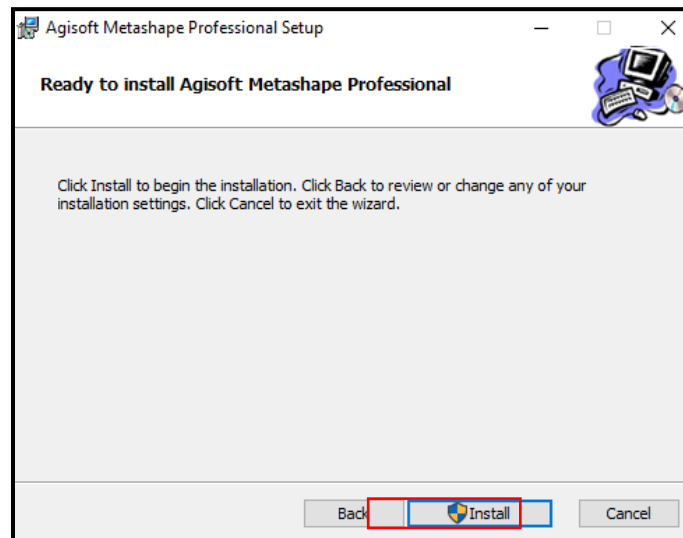 Agisoft Metashape Professional Setup
Ready to install Agisoft Metashape Professional
Click Install to begin the installation. Click Back to review or change any of your
installation settings. Click Cancel to exit the wizard.
Back Install Cancel